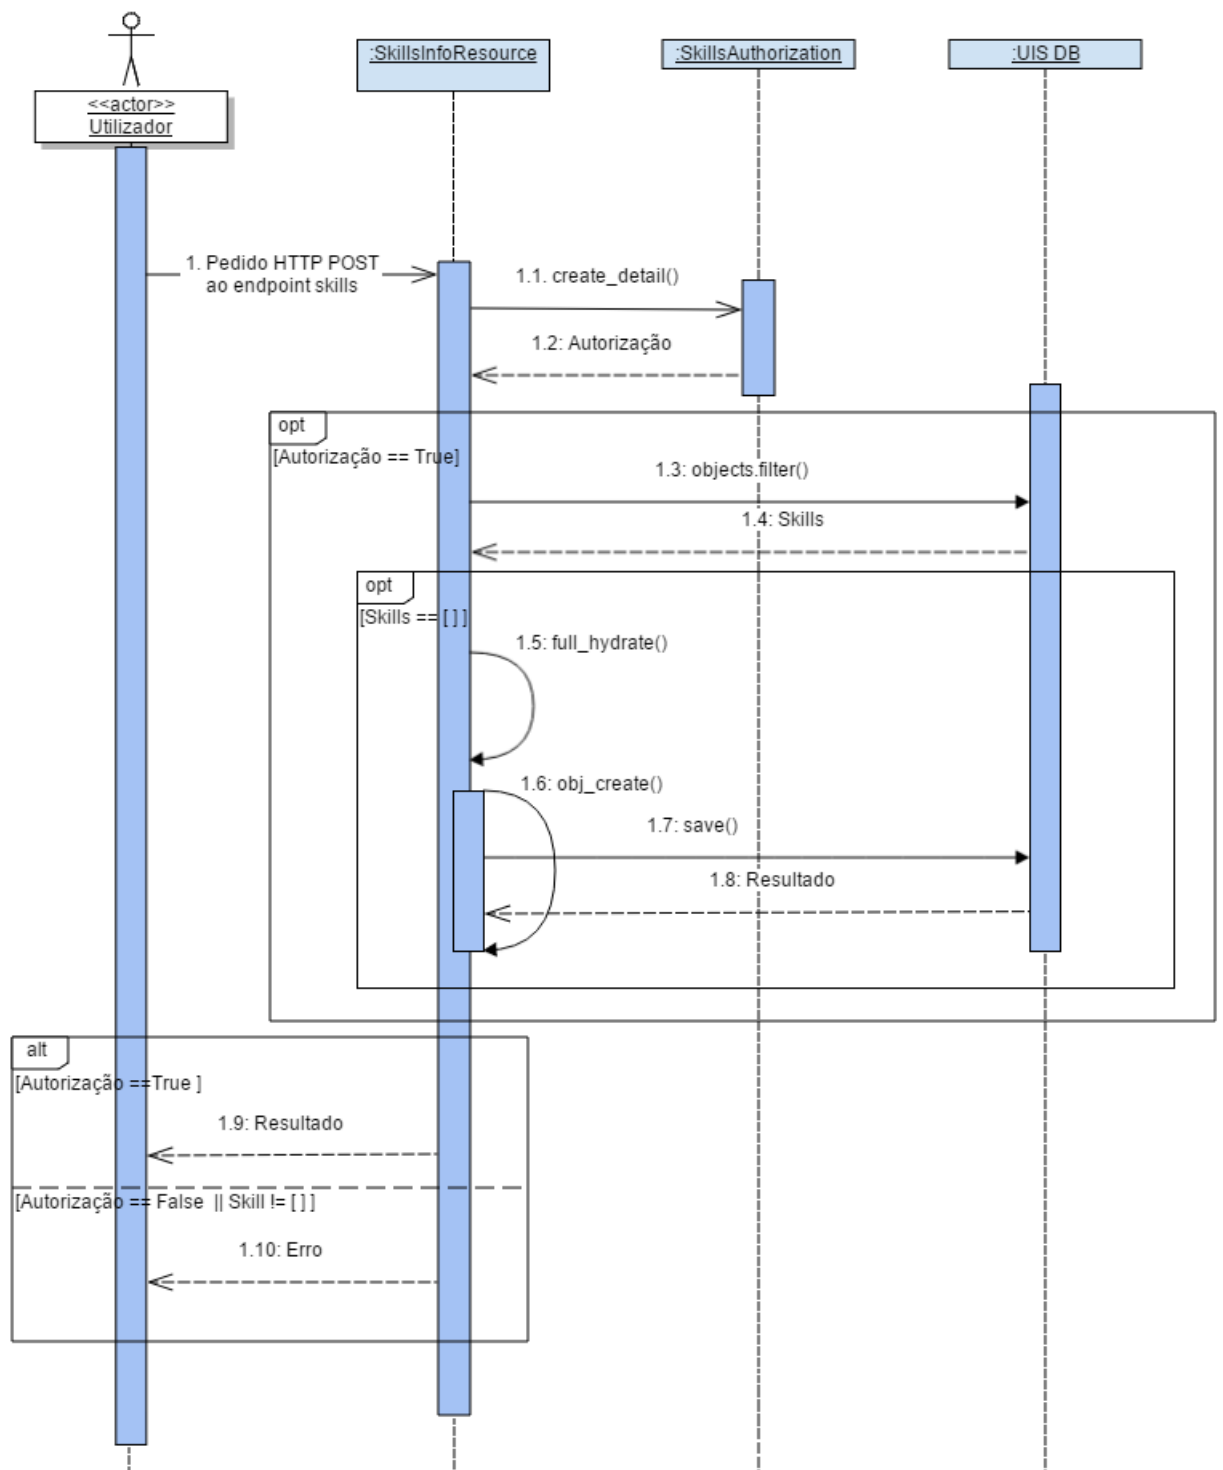 :SkillsInfoResource
:SkillsAuthorization
:UIS DB
<<actor>>
Utilizador
1. Pedido HTTP POST
ao endpoint skills
1.1. create_detail()
1.2: Autorização
opt
[Autorização == True]
1.3: objects.filter()
1.4: Skills
opt
[Skills == [ ] ]
1.5: full_hydrate()
1.6: obj_create()
1.7: save()
1.8: Resultado
alt
[Autorização ==True ]
1.9: Resultado
[Autorização == False || Skill != [ ] ]
1.10: Erro